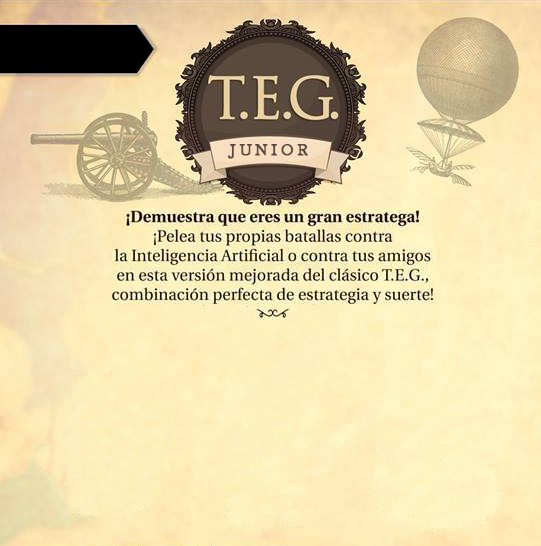 T.E.G.
JUNIOR
¡Demuestra que eres un gran estratega!
¡Pelea tus propias batallas contra
la Inteligencia Artificial o contra tus amigos
en esta versión mejorada del clásico T.E.G.,
combinación perfecta de estrategia y suerte!